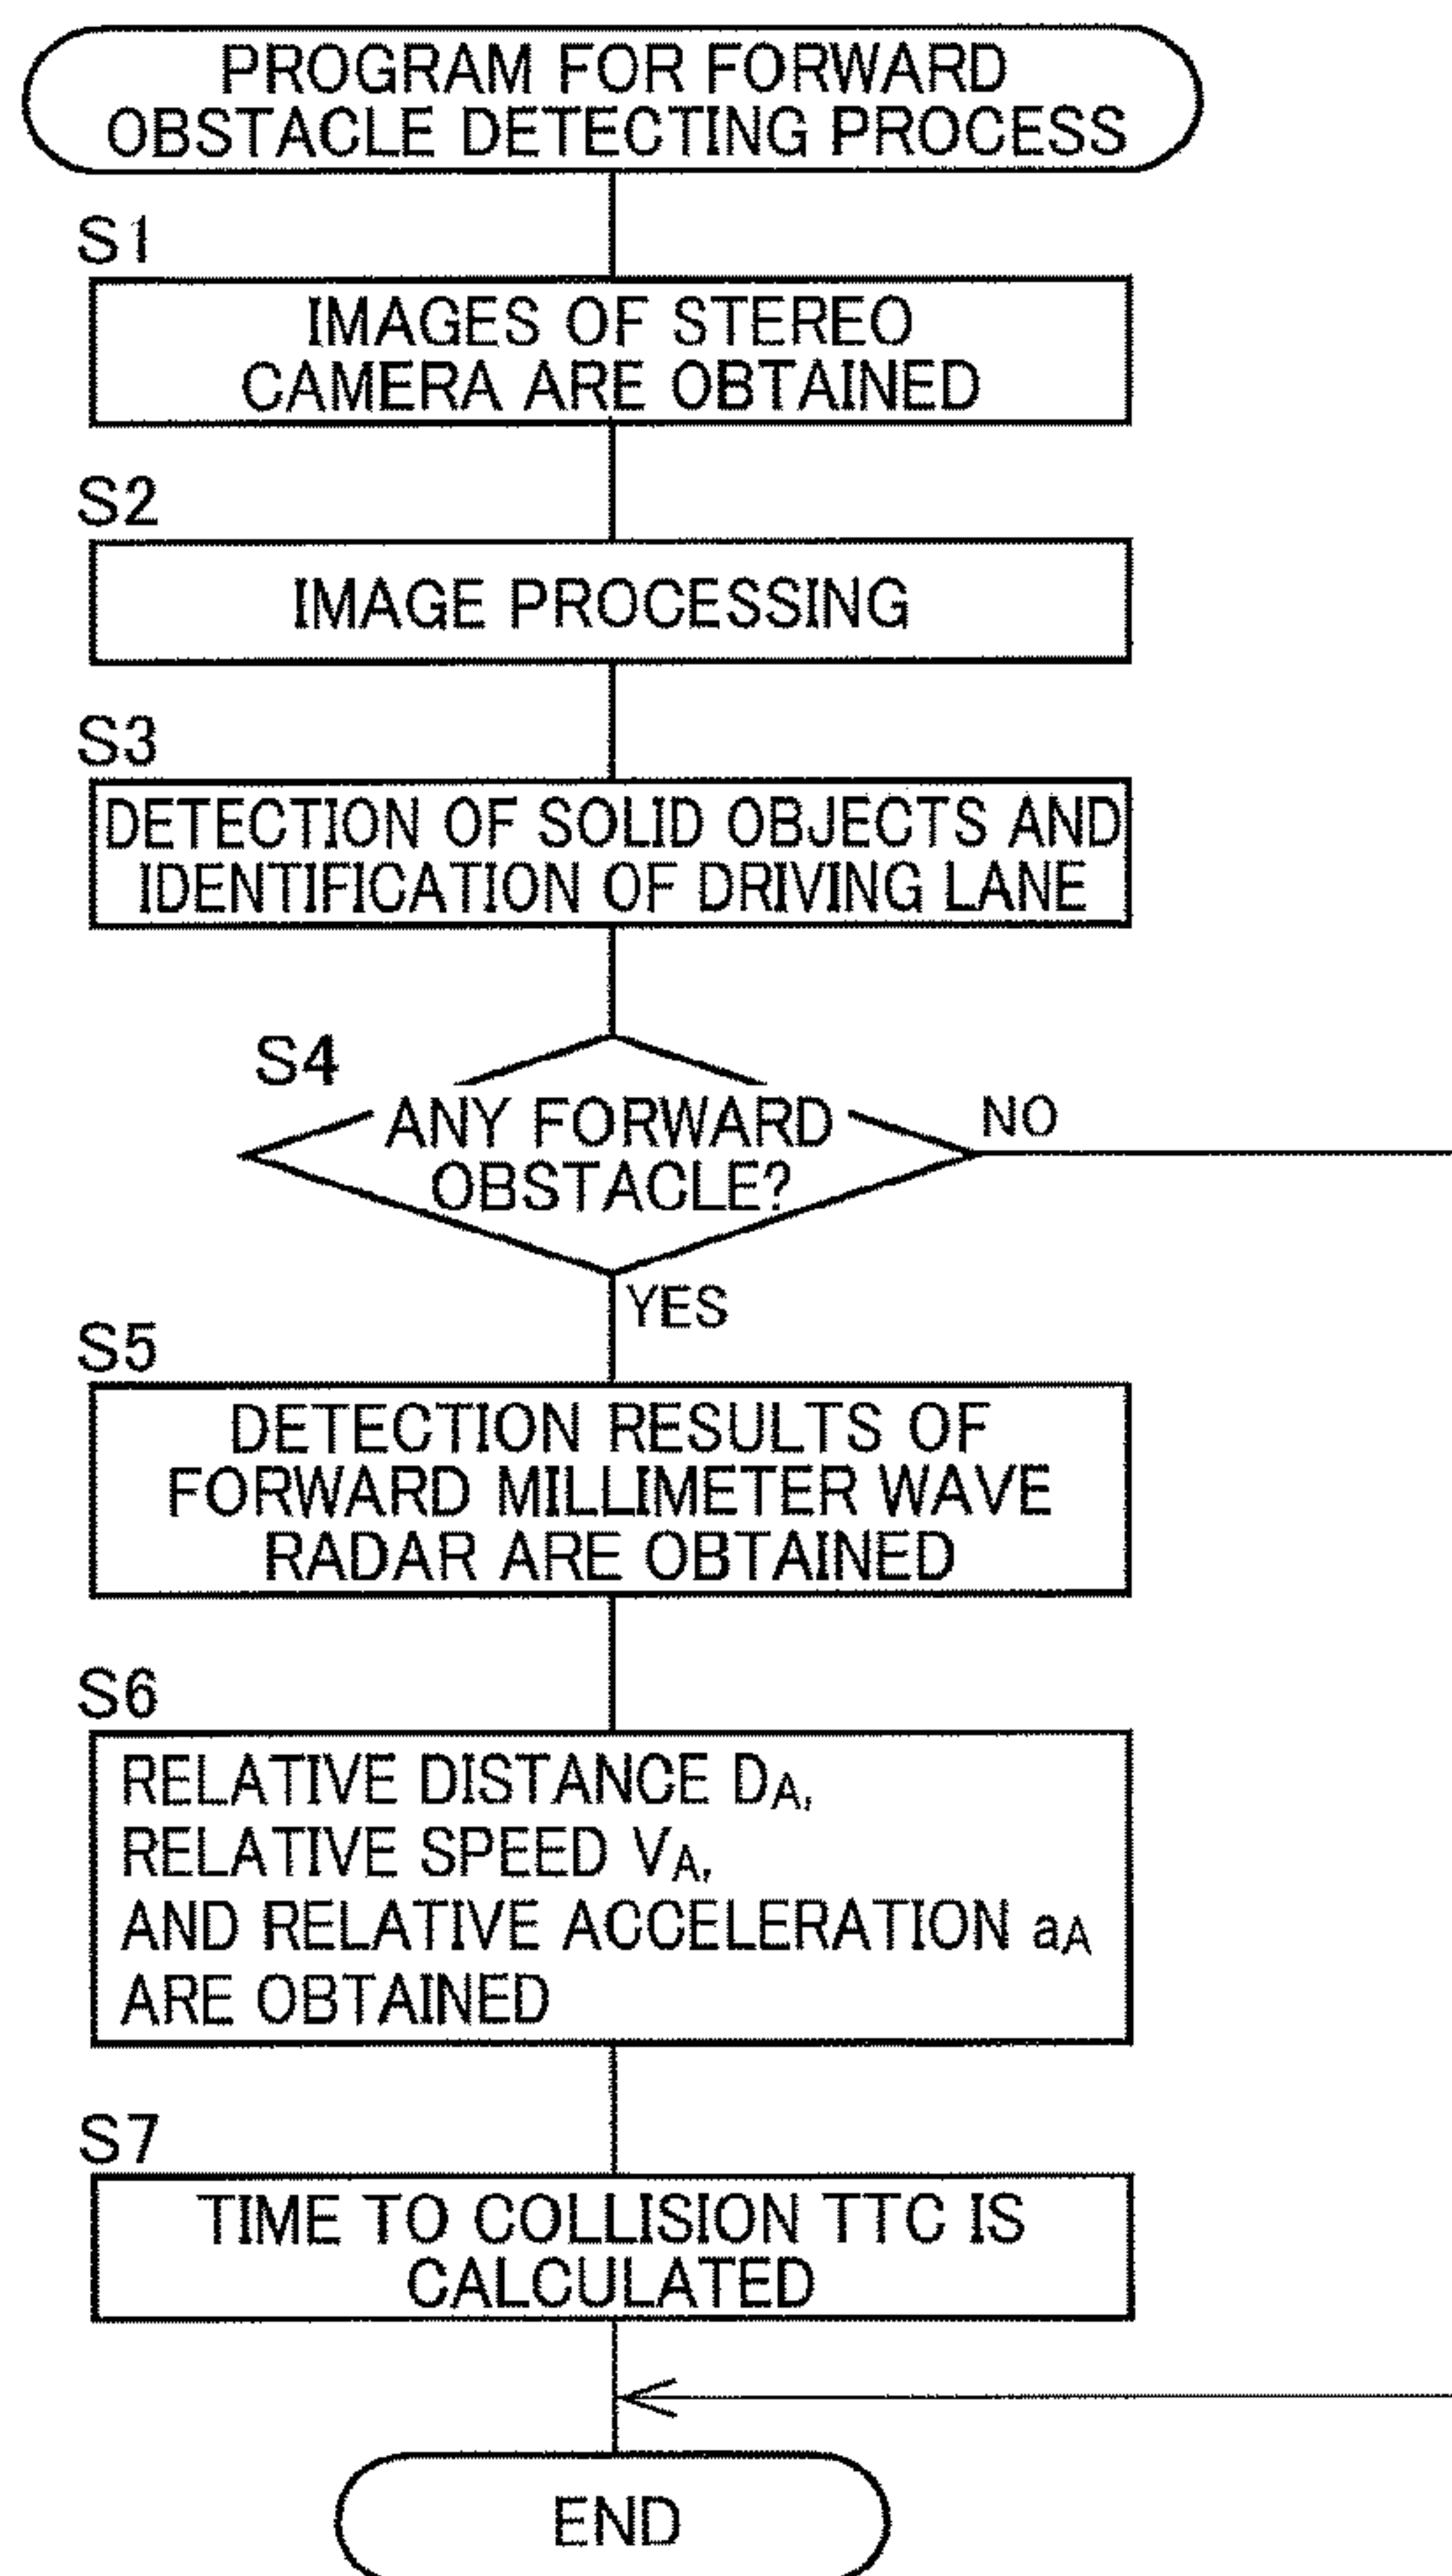 PROGRAM FOR FORWARD
OBSTACLE DETECTING PROCESS
S1
IMAGES OF STEREO
CAMERA ARE OBTAINED
S2
IMAGE PROCESSING
S3
DETECTION OF SOLID OBJECTS AND
IDENTIFICATION OF DRIVING LANE
S4
ANY FORWARD
OBSTACLE?
NO
YES
S5
DETECTION RESULTS OF
FORWARD MILLIMETER WAVE
RADAR ARE OBTAINED
S6
RELATIVE DISTANCE DA,
RELATIVE SPEED VA,
AND RELATIVE ACCELERATION aA
ARE OBTAINED
S7
TIME TO COLLISION TTC IS
CALCULATED
END